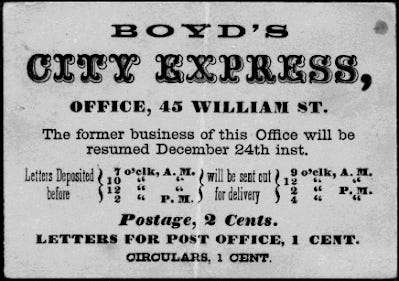 BOYD'S
CITY EXPRESS,
OFFICE, 45 WILLIAM ST.
The former business of this Office will be
resumed December 24th inst.
Letters Deposited before { 7 o'clk, A. M. } will be sent out for delivery { 9 o'clk, A. M.
10 " " 12 " "
12 " " 2 " P. M.
2 " P. M. 4 " "
Postage, 2 Cents.
LETTERS FOR POST OFFICE, 1 CENT.
CIRCULARS, 1 CENT.